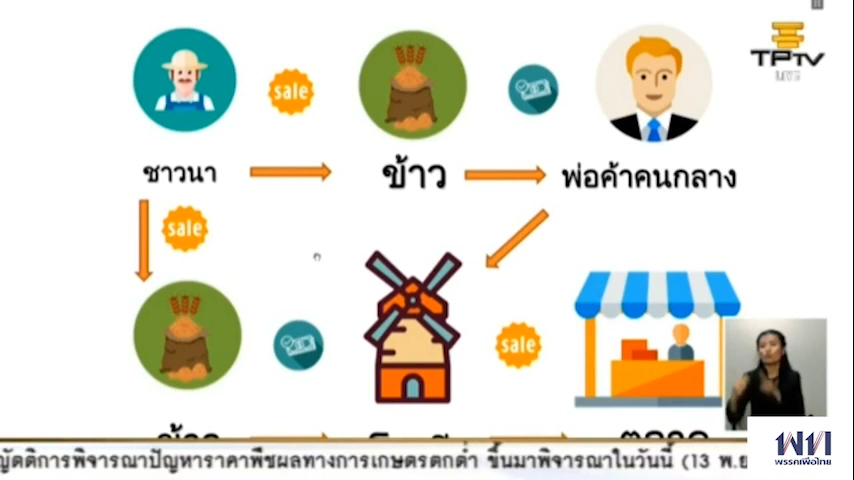 TPTV
sale
ชาวนา
ข้าว
พ่อค้าคนกลาง
sale
sale
ญัตติการพิจารณาปัญหาราคาพืชผลทางการเกษตรตกต่ำ ขึ้นมาพิจารณาในวันนี้ (13 พ.ย
พท
พรรคเพื่อไทย